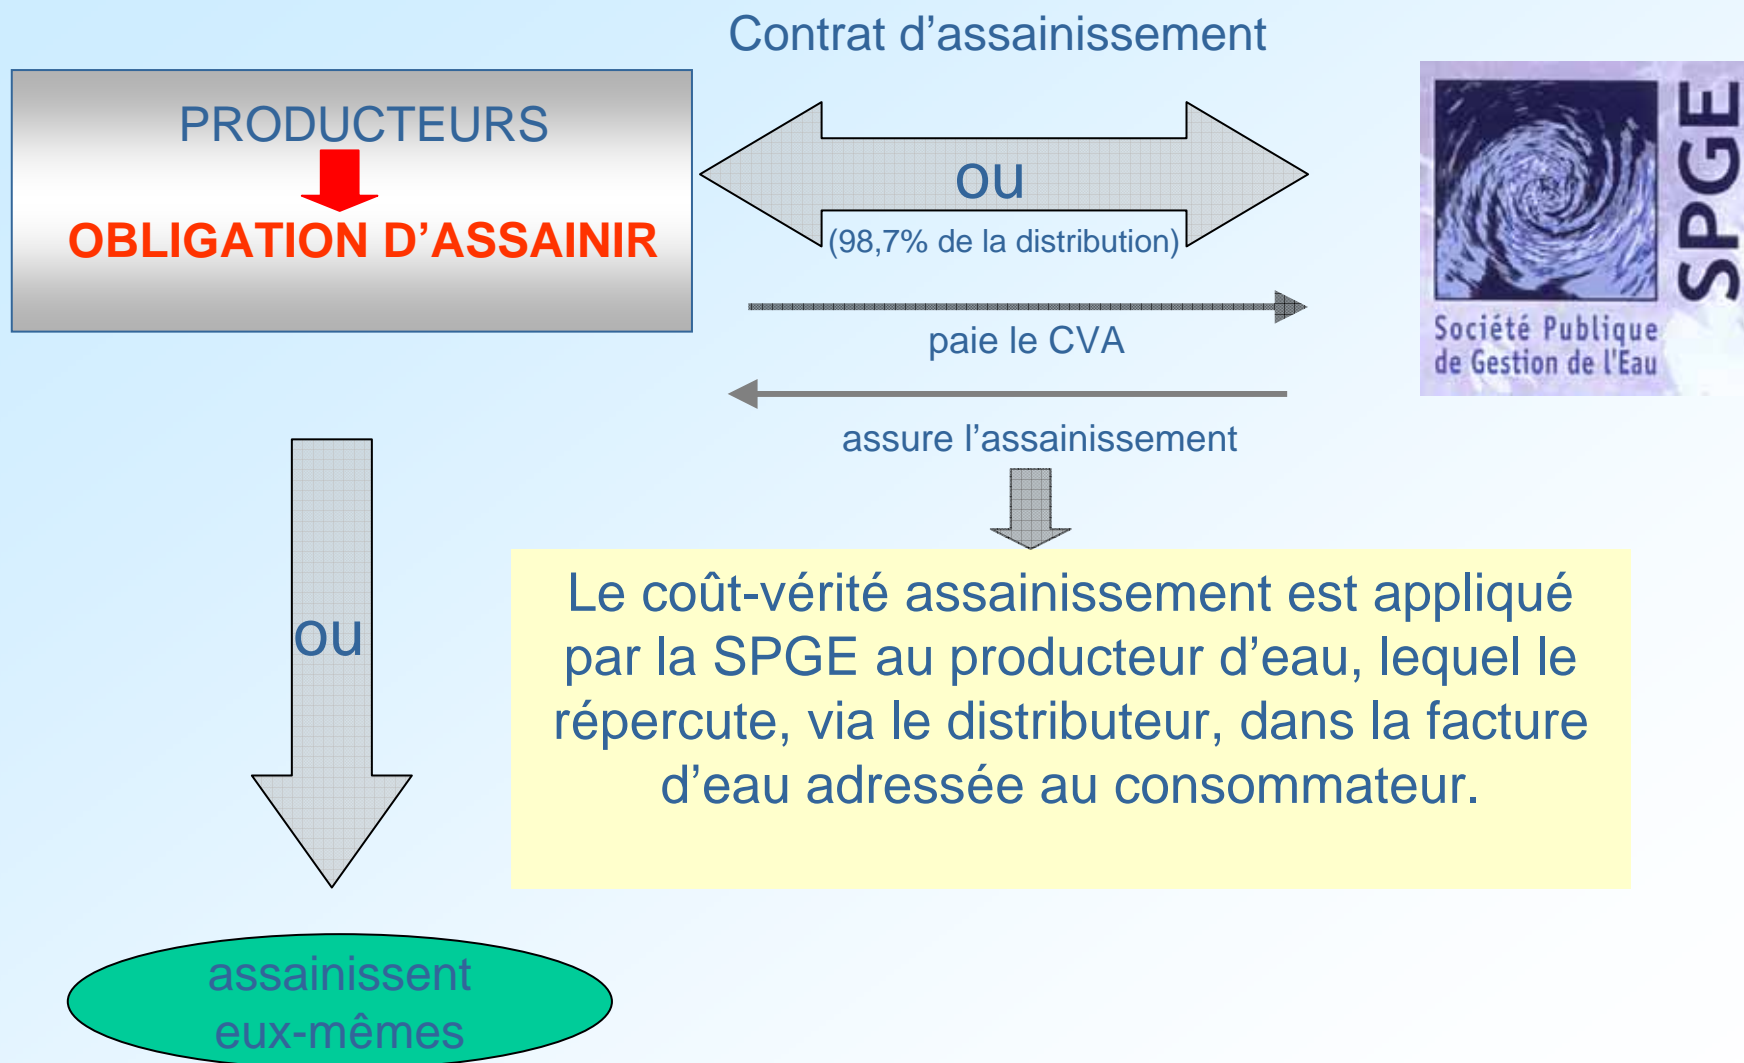 Contrat d’assainissement
PRODUCTEURS
OBLIGATION D’ASSAINIR
ou
(98,7% de la distribution)
paie le CVA
assure l’assainissement
SPGE
Société Publique
de Gestion de l'Eau
ou
Le coût-vérité assainissement est appliqué
par la SPGE au producteur d’eau, lequel le
répercute, via le distributeur, dans la facture
d’eau adressée au consommateur.
assainissent
eux-mêmes